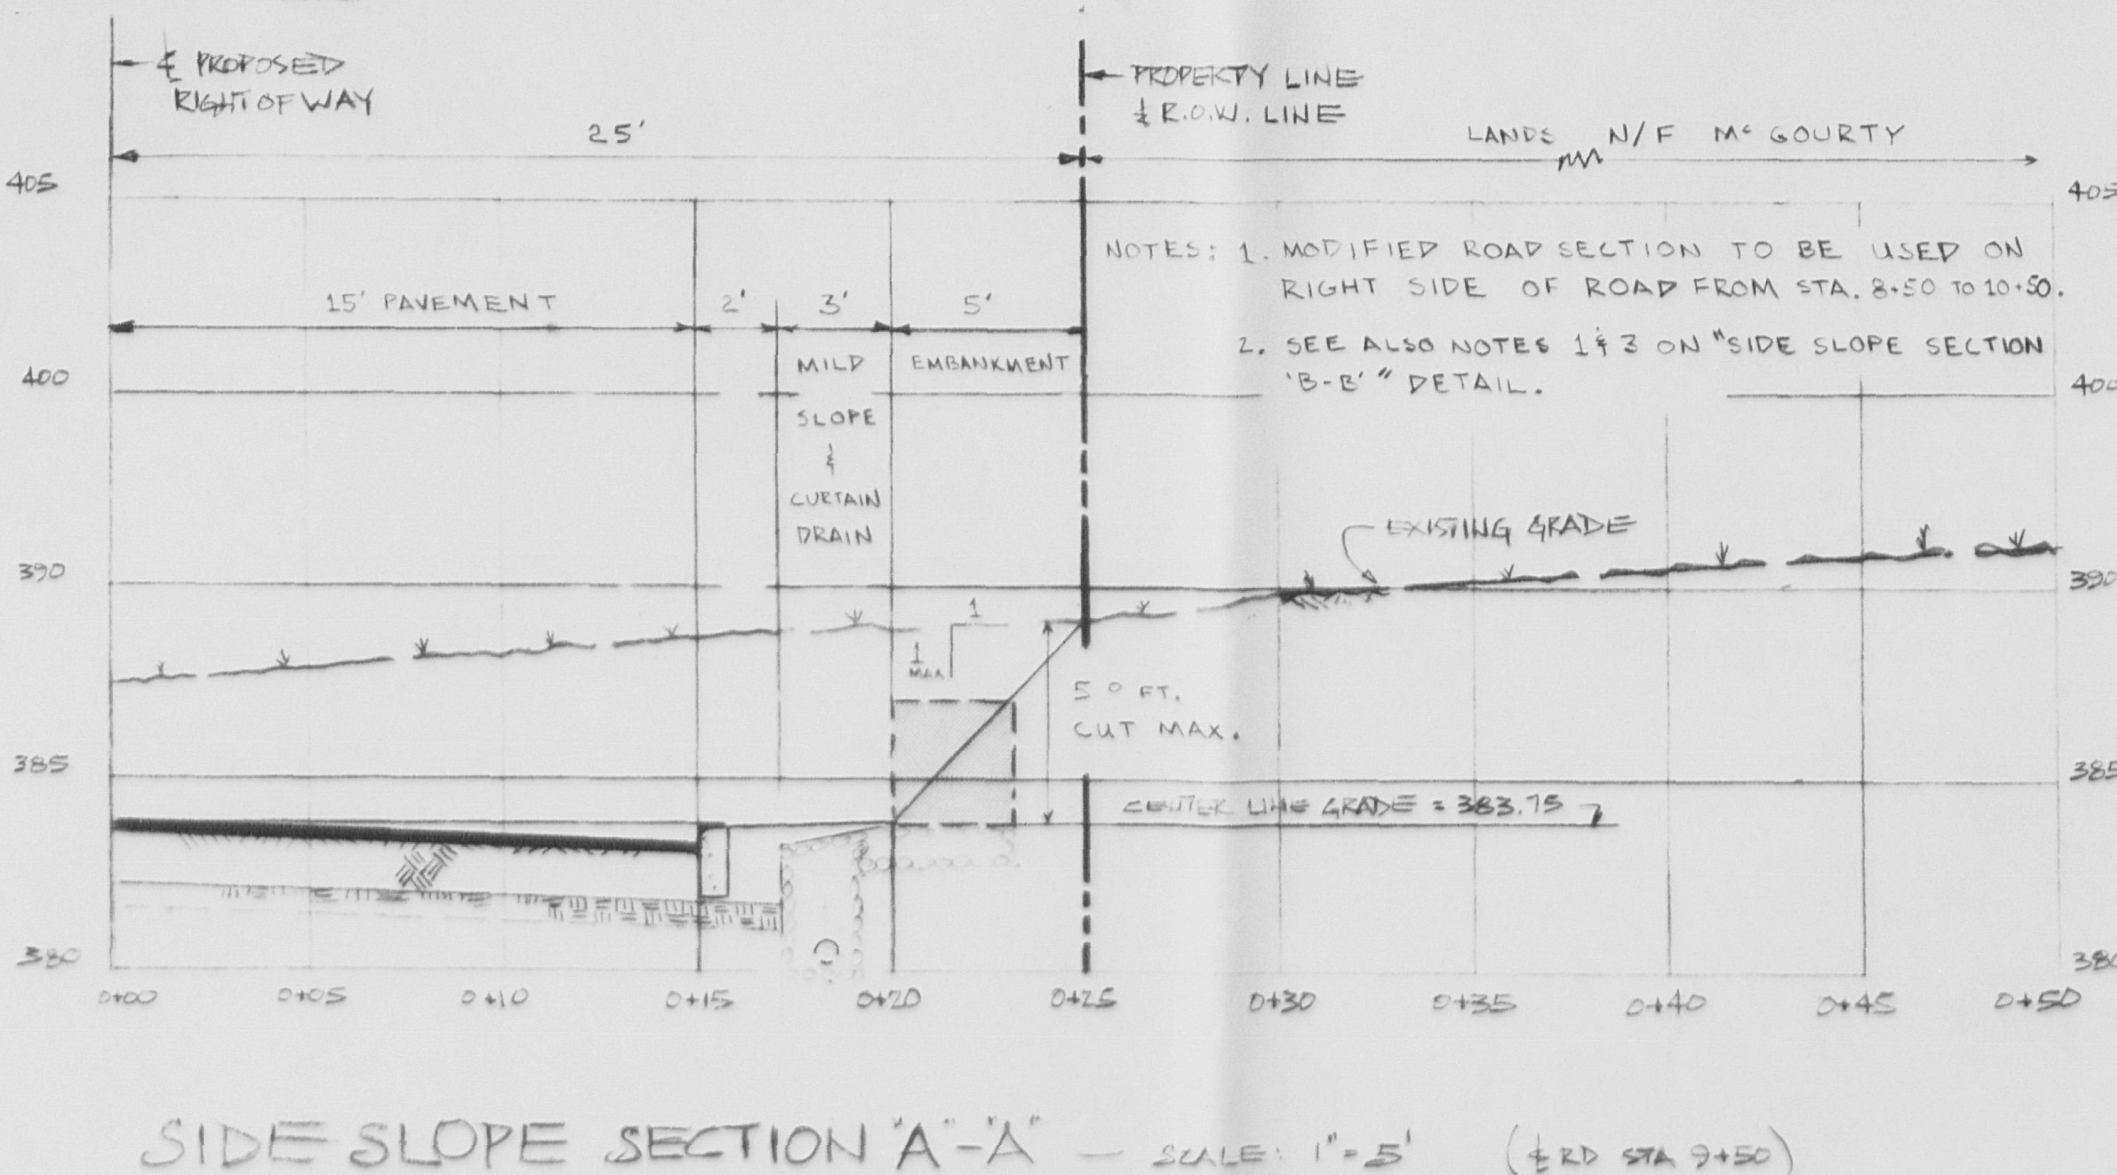 ℄ PROPOSED
RIGHT OF WAY
PROPERTY LINE
& R.O.W. LINE
25'
LANDS N/F Mc GOURTY
405
405
NOTES: 1. MODIFIED ROAD SECTION TO BE USED ON
RIGHT SIDE OF ROAD FROM STA. 8+50 TO 10+50.
2. SEE ALSO NOTES 1 & 3 ON "SIDE SLOPE SECTION
'B-B'" DETAIL.
15' PAVEMENT
2'
3'
5'
MILD
SLOPE
&
CURTAIN
DRAIN
EMBANKMENT
400
400
EXISTING GRADE
390
390
1
1
MAX
5.0 FT.
CUT MAX.
385
385
CENTER LINE GRADE = 383.75
380
380
0+00 0+05 0+10 0+15 0+20 0+25 0+30 0+35 0+40 0+45 0+50
SIDE SLOPE SECTION "A"-"A" — SCALE: 1" = 5' (℄ RD STA 9+50)